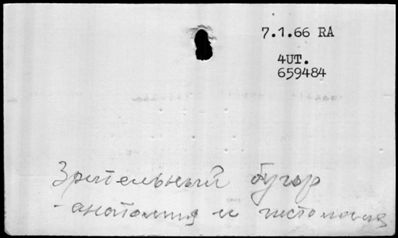 7.1.66 RA
4UT.
659484
Зрительный бугор
- анатомия и гистология